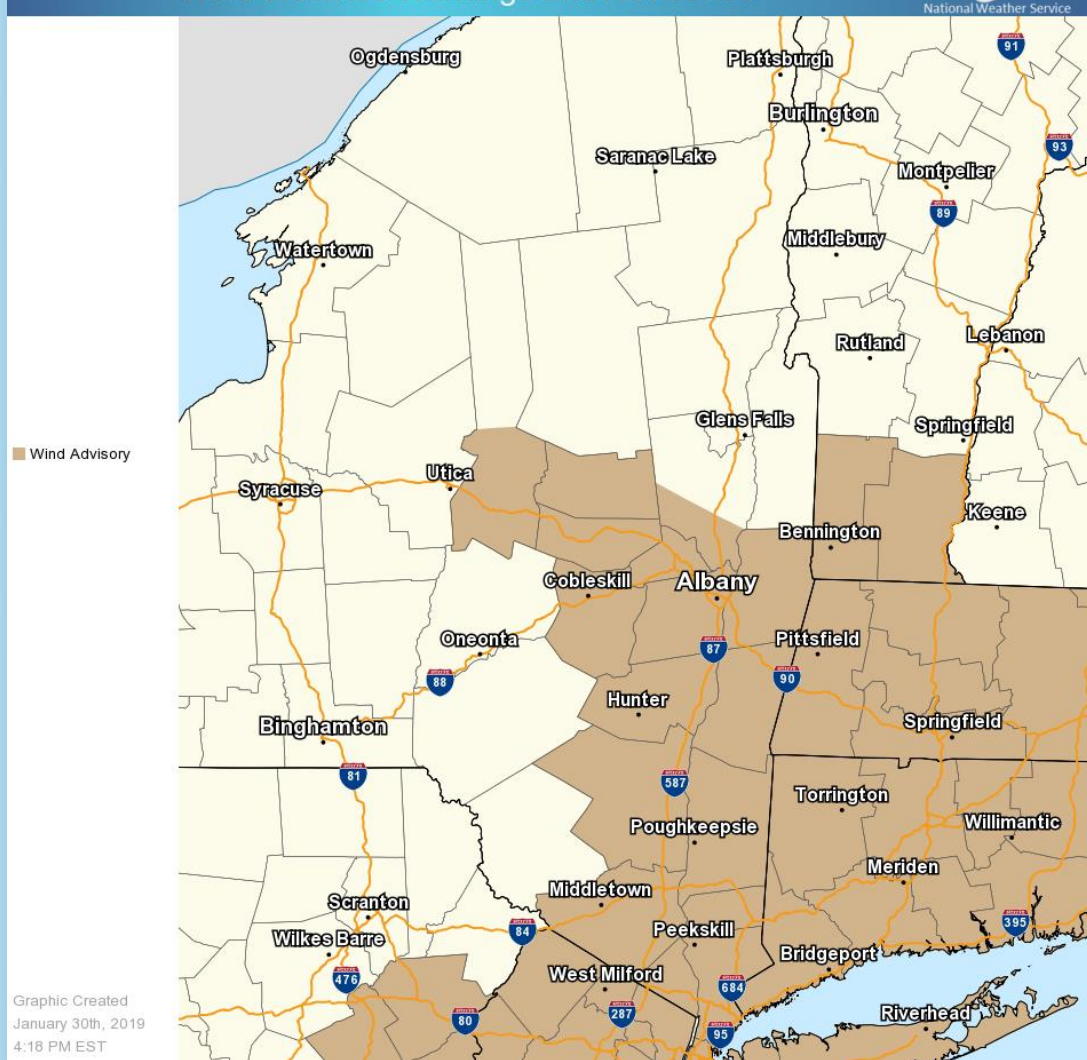 National Weather Service
91
Ogdensburg
Plattsburgh
Burlington
93
Saranac Lake
Montpelier
89
Middlebury
Watertown
Rutland
Lebanon
Glens Falls
Springfield
Wind Advisory
Utica
Syracuse
Keene
Bennington
Cobleskill
Albany
Oneonta
87
Pittsfield
88
90
Hunter
Binghamton
Springfield
81
587
Torrington
Poughkeepsie
Willimantic
Meriden
Middletown
Scranton
84
Peekskill
395
Wilkes Barre
Bridgeport
West Milford
476
684
Graphic Created
January 30th, 2019
4:18 PM EST
80
287
Riverhead
95